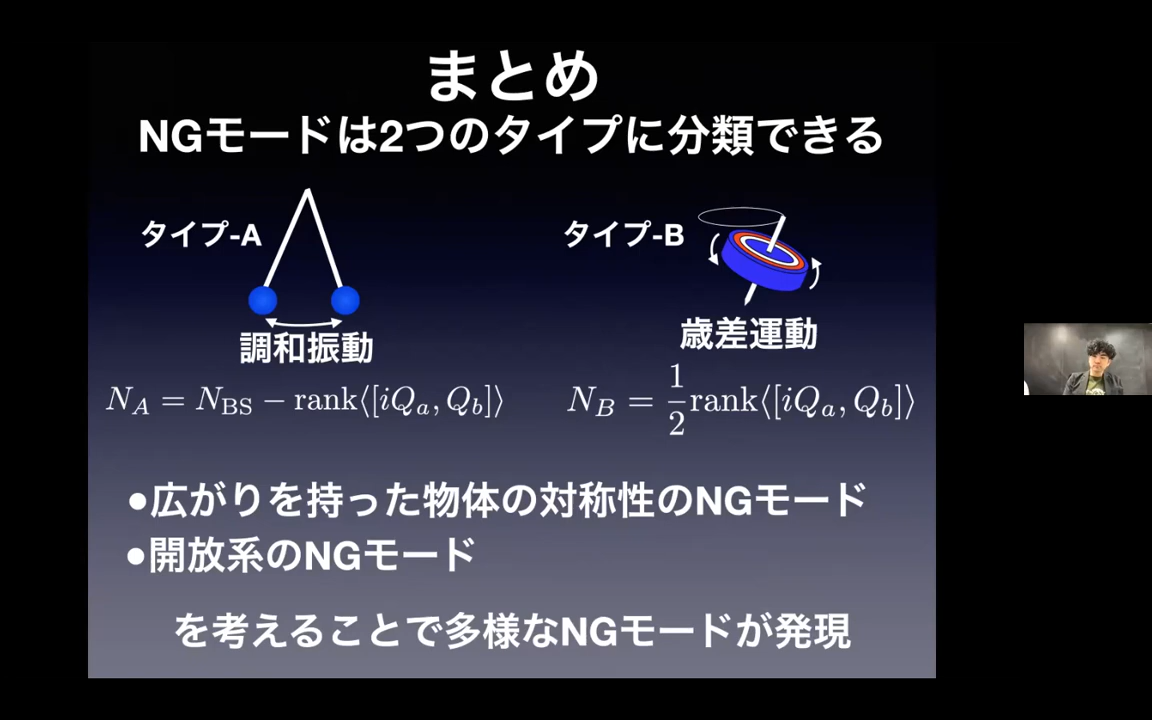 まとめ
NGモードは2つのタイプに分類できる
タイプ-A
タイプ-B
調和振動
歳差運動
N_A = N_BS − rank⟨[iQ_a, Q_b]⟩
N_B = 1/2 rank⟨[iQ_a, Q_b]⟩
●広がりを持った物体の対称性のNGモード
●開放系のNGモード
を考えることで多様なNGモードが発現